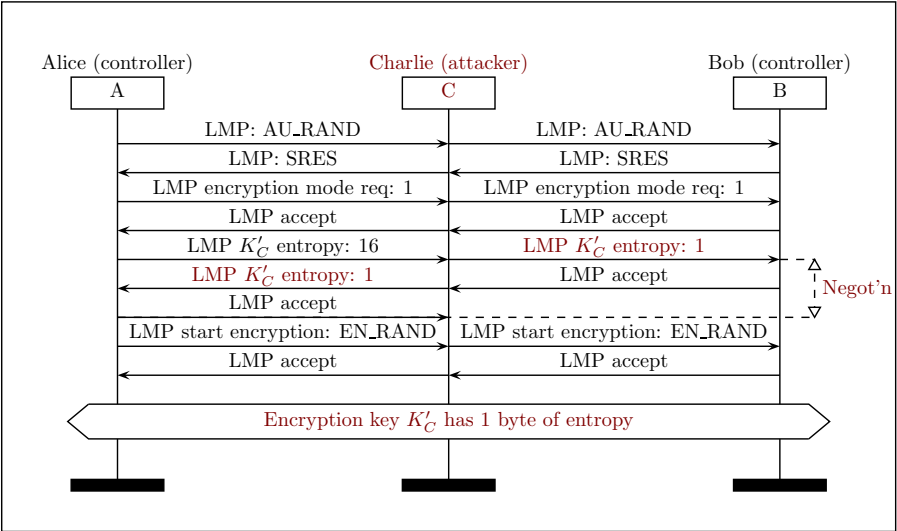 Alice (controller) Charlie (attacker) Bob (controller)
A C B
LMP: AU_RAND LMP: AU_RAND
LMP: SRES LMP: SRES
LMP encryption mode req: 1 LMP encryption mode req: 1
LMP accept LMP accept
LMP K′_C entropy: 16 LMP K′_C entropy: 1
LMP K′_C entropy: 1 LMP accept
Negot'n
LMP accept
LMP start encryption: EN_RAND LMP start encryption: EN_RAND
LMP accept LMP accept
Encryption key K′_C has 1 byte of entropy